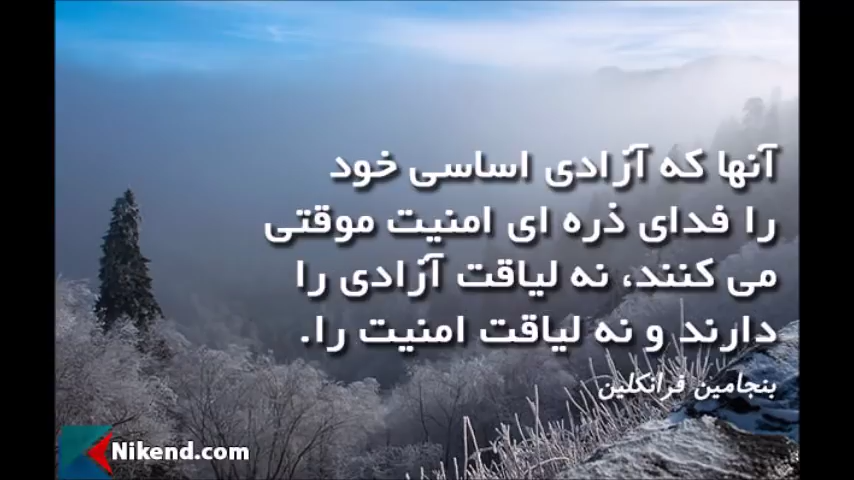 آنها که آزادی اساسی خود
را فدای ذره ای امنیت موقتی
می کنند، نه لیاقت آزادی را
دارند و نه لیاقت امنیت را.
بنجامین فرانکلین
Nikend.com